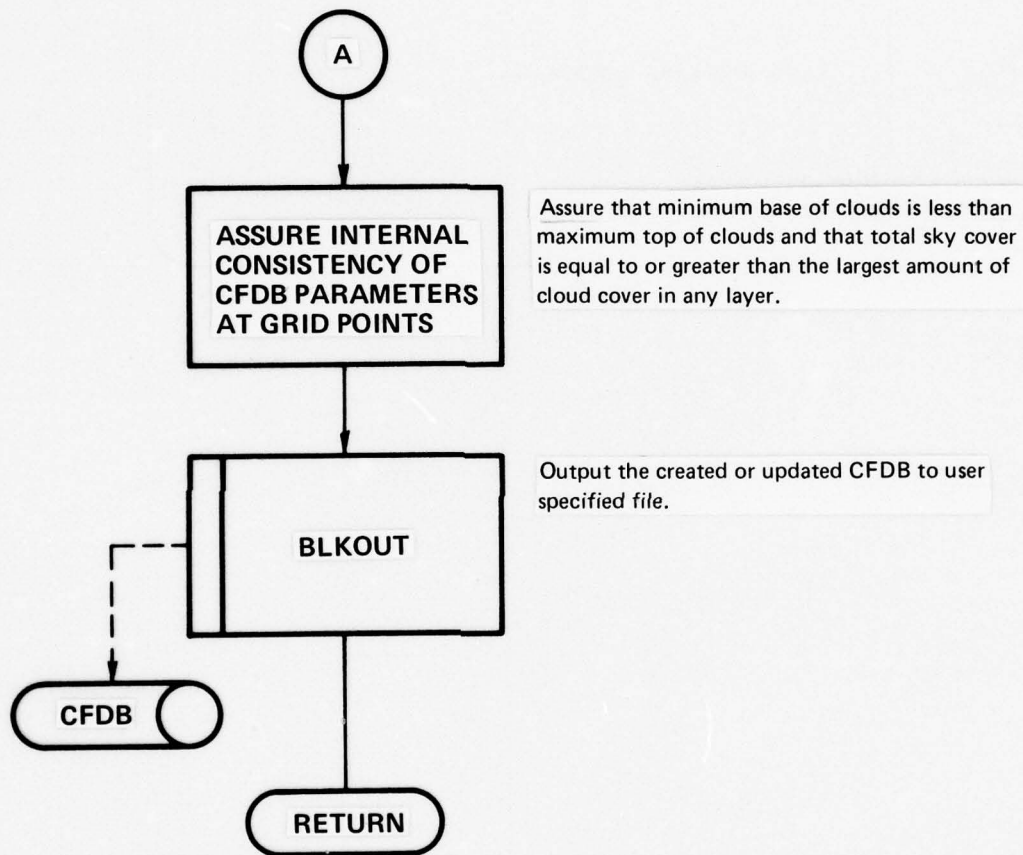 A
ASSURE INTERNAL
CONSISTENCY OF
CFDB PARAMETERS
AT GRID POINTS
Assure that minimum base of clouds is less than
maximum top of clouds and that total sky cover
is equal to or greater than the largest amount of
cloud cover in any layer.
BLKOUT
Output the created or updated CFDB to user
specified file.
CFDB
RETURN